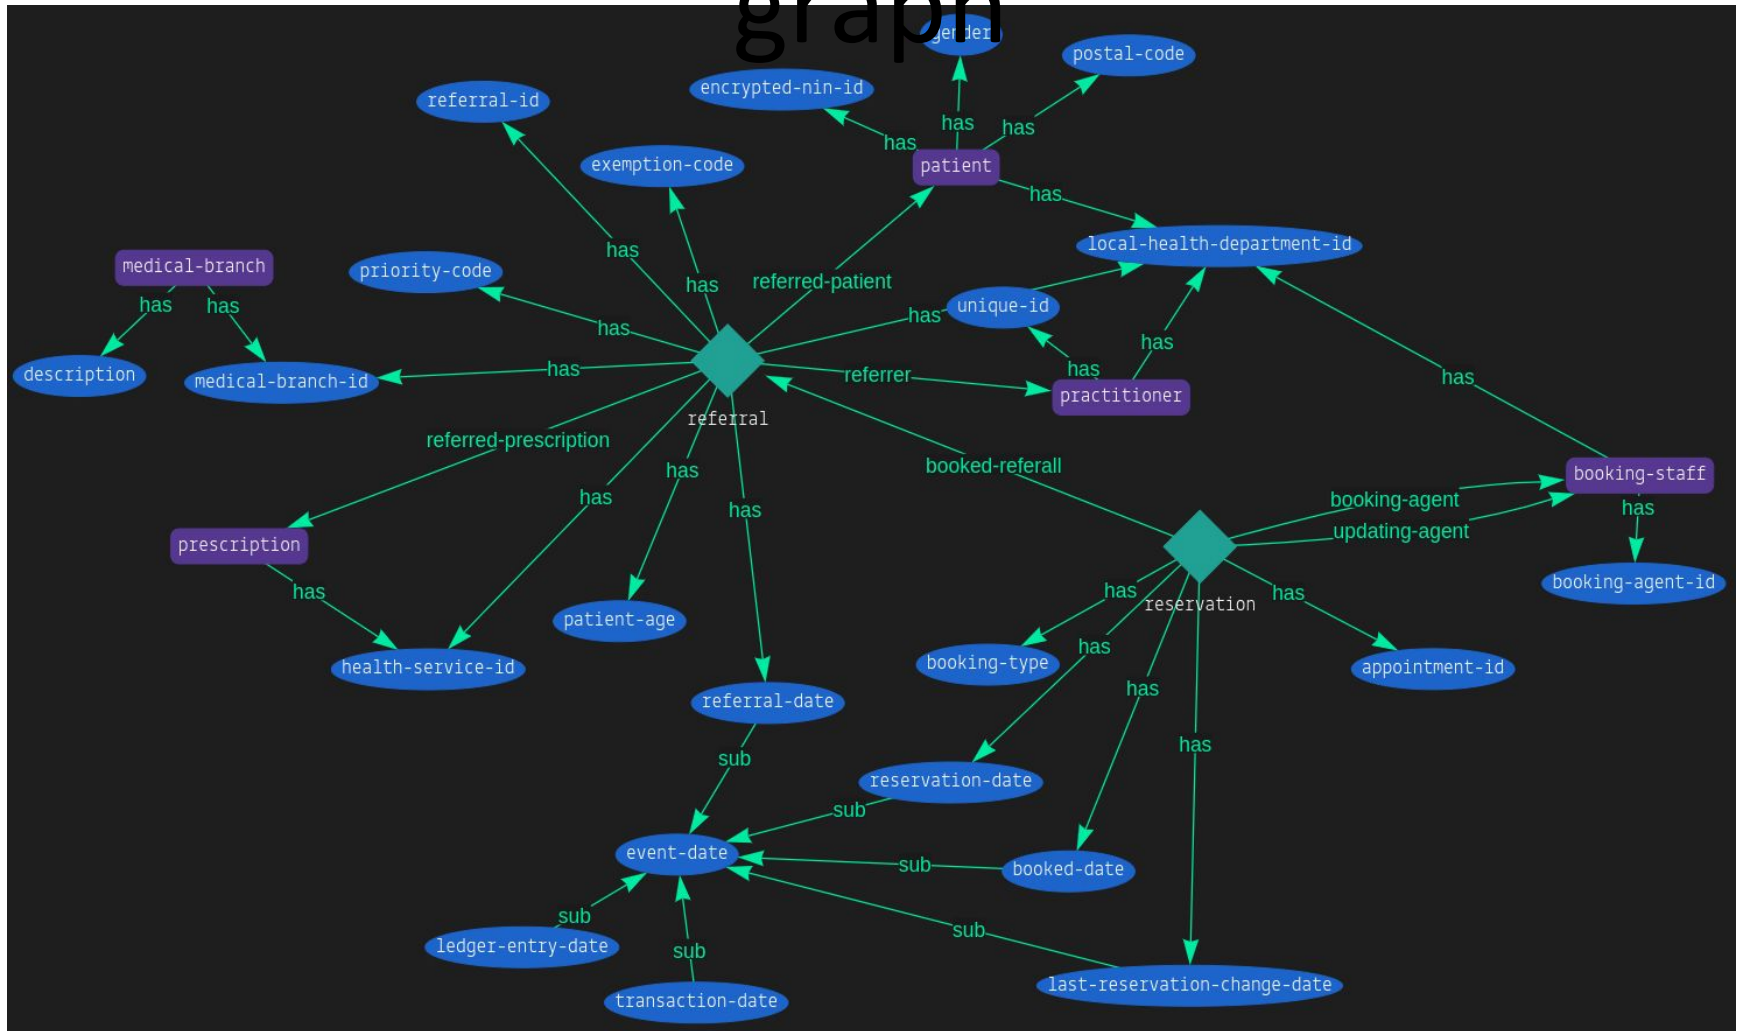 graph
gender
postal-code
encrypted-nin-id
referral-id
has
has
has
exemption-code
patient
has
has
local-health-department-id
medical-branch
priority-code
has
referred-patient
has
has
has
unique-id
has
has
has
description
medical-branch-id
has
referrer
has
practitioner
has
referral
referred-prescription
has
booked-referall
booking-staff
has
has
booking-agent
has
updating-agent
prescription
has
has
has
reservation
booking-agent-id
patient-age
has
health-service-id
booking-type
appointment-id
has
referral-date
has
sub
reservation-date
sub
event-date
sub
booked-date
sub
sub
ledger-entry-date
sub
last-reservation-change-date
transaction-date